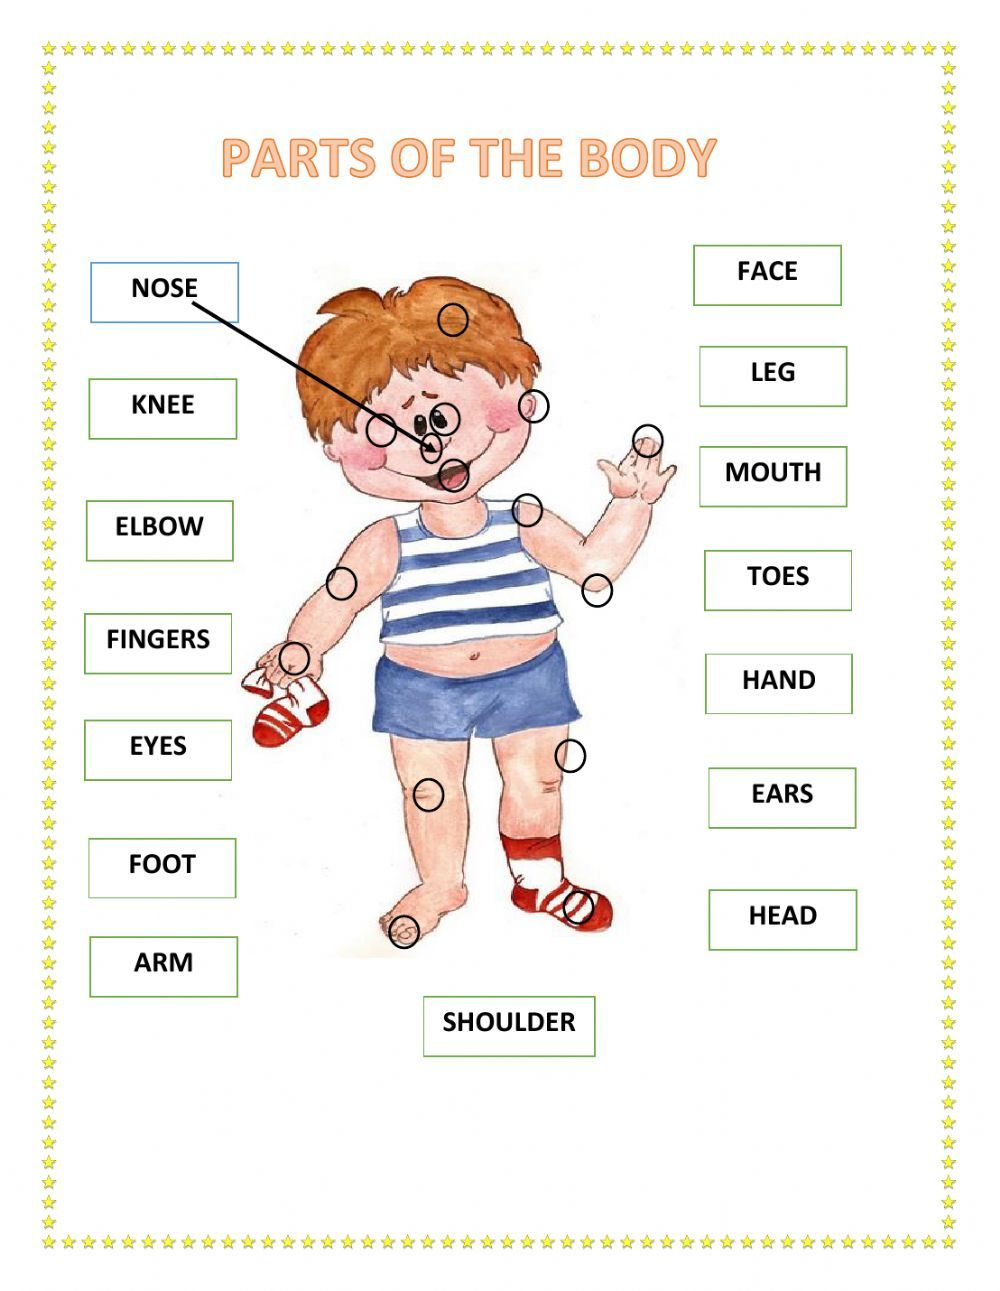 PARTS OF THE BODY
NOSE
KNEE
ELBOW
FINGERS
EYES
FOOT
ARM
FACE
LEG
MOUTH
TOES
HAND
EARS
HEAD
SHOULDER